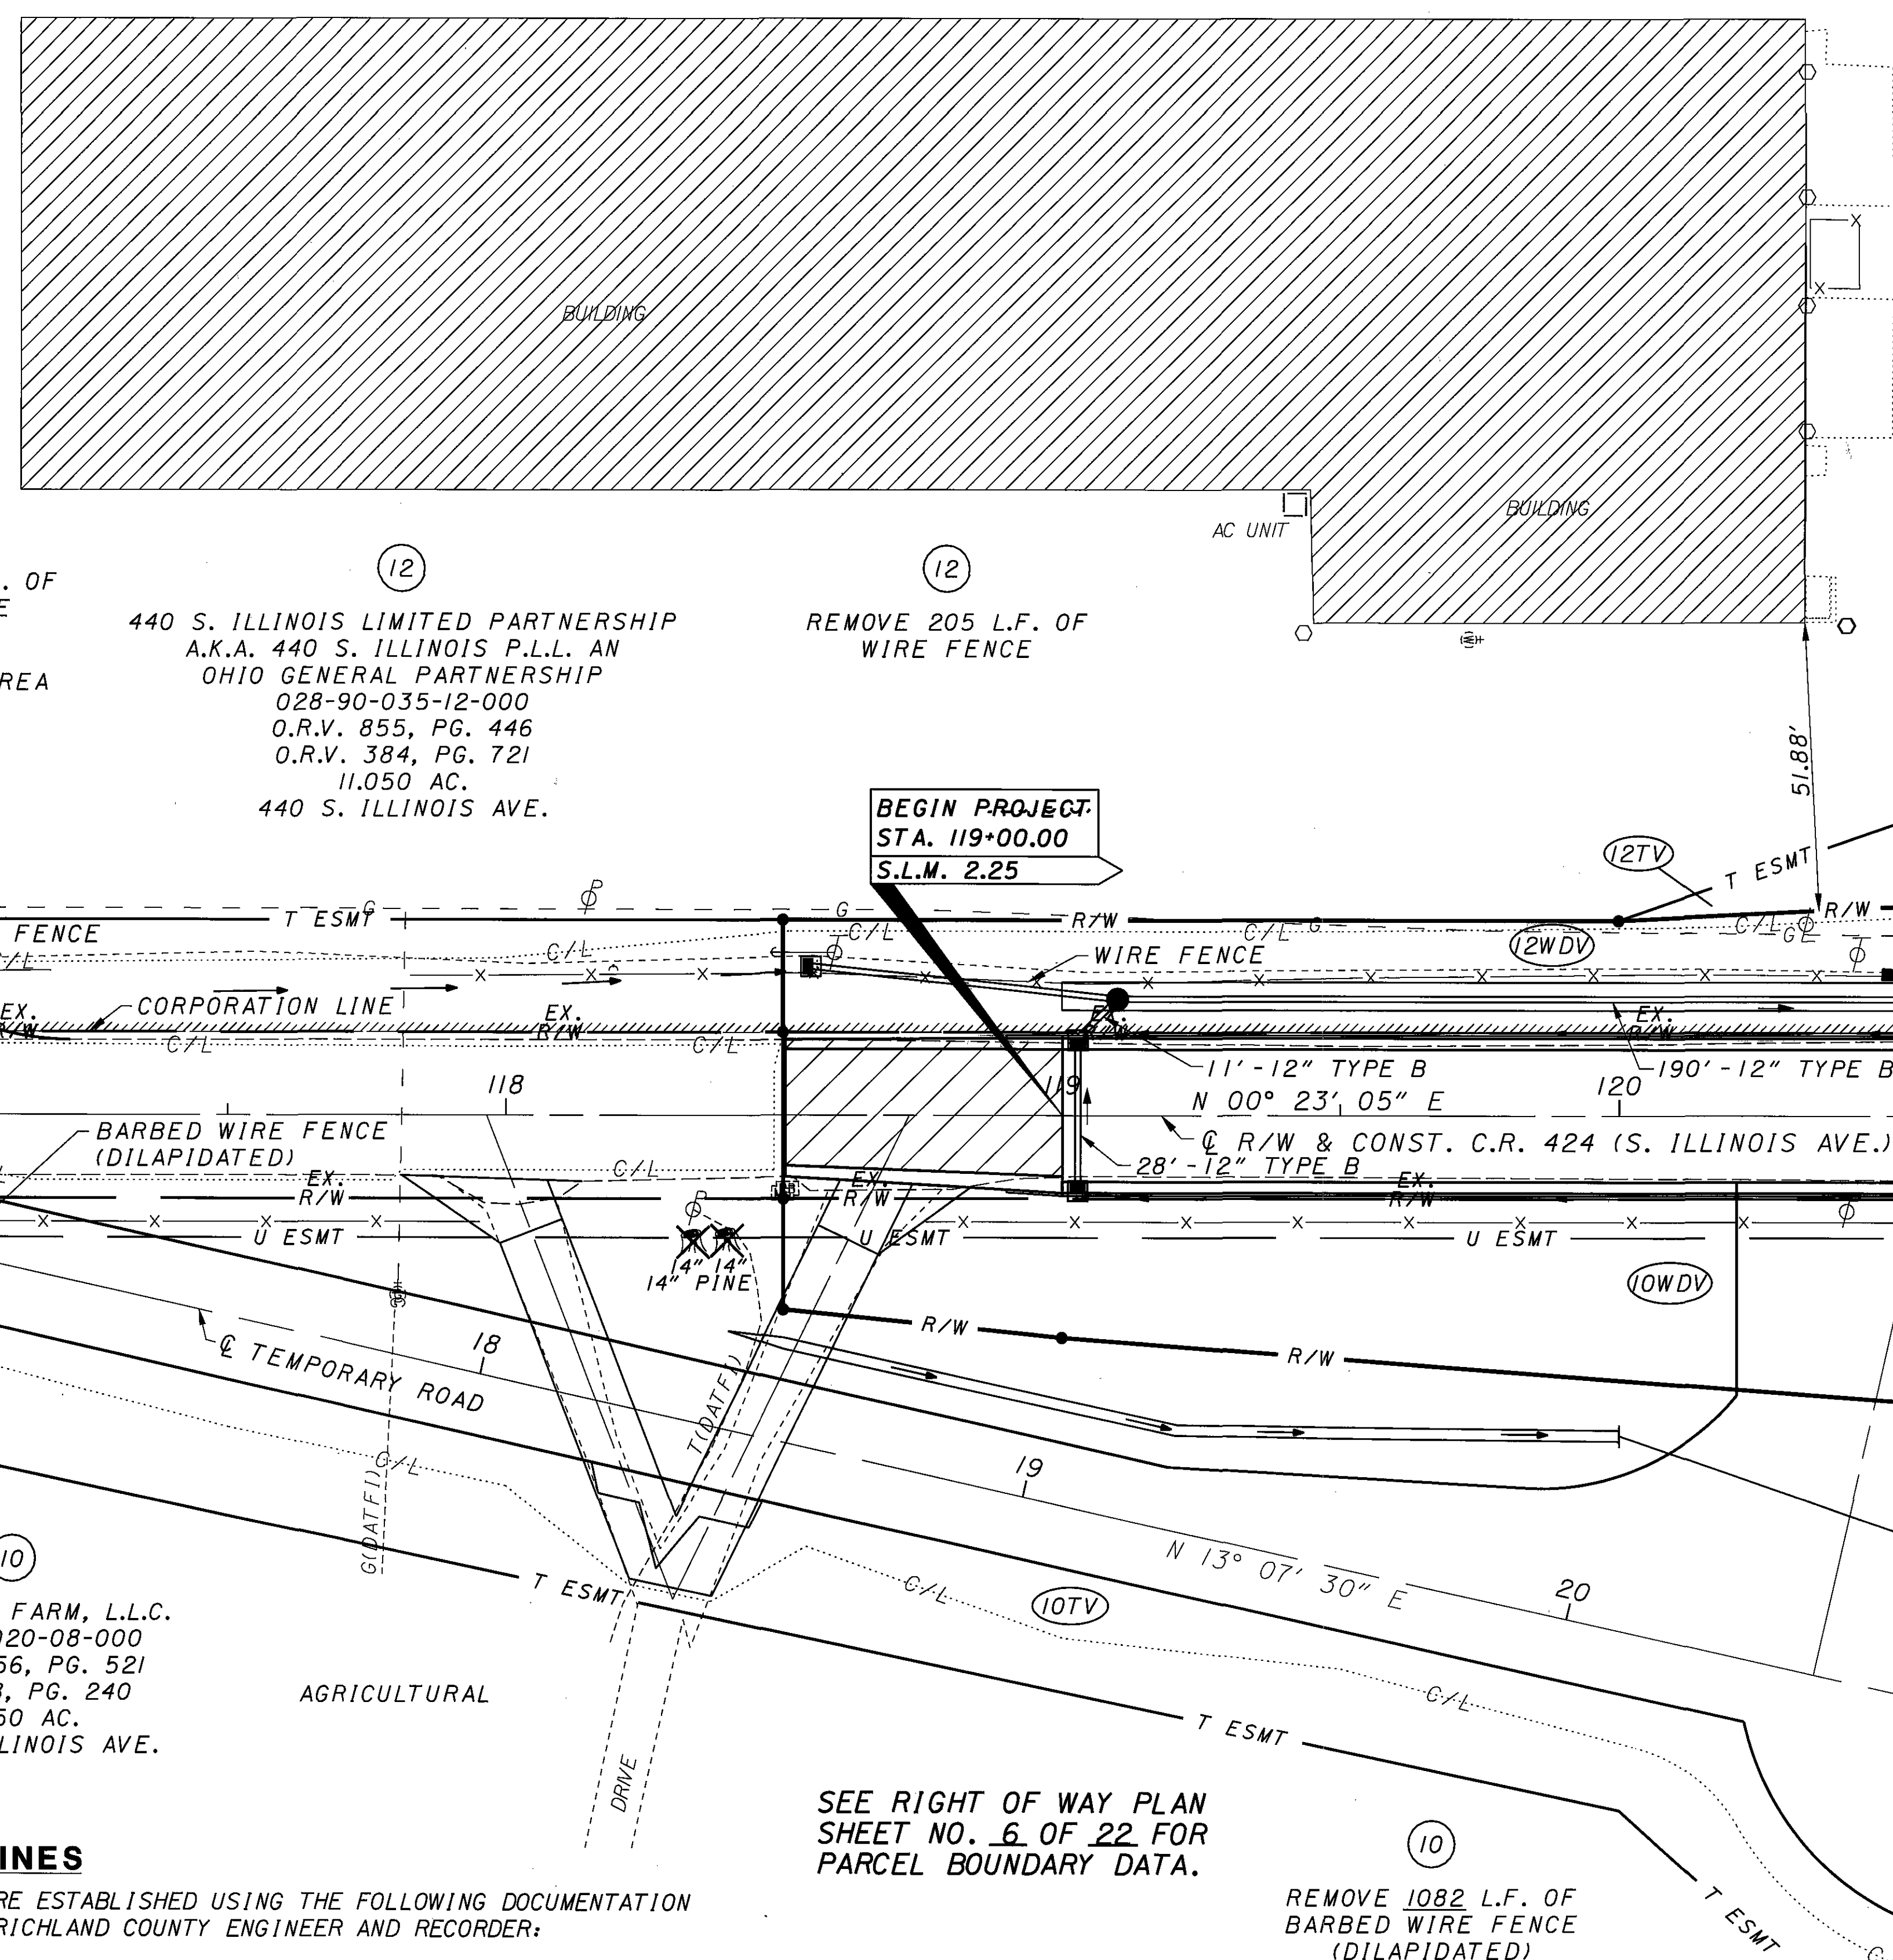 BUILDING
BUILDING
AC UNIT
. OF
REA
12
440 S. ILLINOIS LIMITED PARTNERSHIP
A.K.A. 440 S. ILLINOIS P.L.L. AN
OHIO GENERAL PARTNERSHIP
028-90-035-12-000
O.R.V. 855, PG. 446
O.R.V. 384, PG. 721
11.050 AC.
440 S. ILLINOIS AVE.
12
REMOVE 205 L.F. OF
WIRE FENCE
51.88'
BEGIN PROJECT
STA. 119+00.00
S.L.M. 2.25
12TV
T ESMT
T ESMT
G
G
R/W
G
R/W
FENCE
C/L
C/L
C/L
C/L
G
C/L
12WDV
WIRE FENCE
CORPORATION LINE
EX.
R/W
EX.
R/W
EX.
R/W
EX.
R/W
C/L
C/L
11'-12" TYPE B
190'-12" TYPE B
118
119
120
N 00° 23' 05" E
BARBED WIRE FENCE
(DILAPIDATED)
℄ R/W & CONST. C.R. 424 (S. ILLINOIS AVE.)
C/L
28'-12" TYPE B
EX.
R/W
EX.
R/W
EX.
R/W
U ESMT
U ESMT
U ESMT
14" 14"
14" PINE
10WDV
R/W
R/W
℄ TEMPORARY ROAD
18
19
20
T(DATFI)
G(DATFI)
C/L
N 13° 07' 30" E
T ESMT
C/L
10TV
C/L
T ESMT
T ESMT
10
FARM, L.L.C.
020-08-000
56, PG. 521
, PG. 240
50 AC.
LINOIS AVE.
AGRICULTURAL
DRIVE
SEE RIGHT OF WAY PLAN
SHEET NO. 6 OF 22 FOR
PARCEL BOUNDARY DATA.
10
REMOVE 1082 L.F. OF
BARBED WIRE FENCE
(DILAPIDATED)
INES
RE ESTABLISHED USING THE FOLLOWING DOCUMENTATION
RICHLAND COUNTY ENGINEER AND RECORDER: